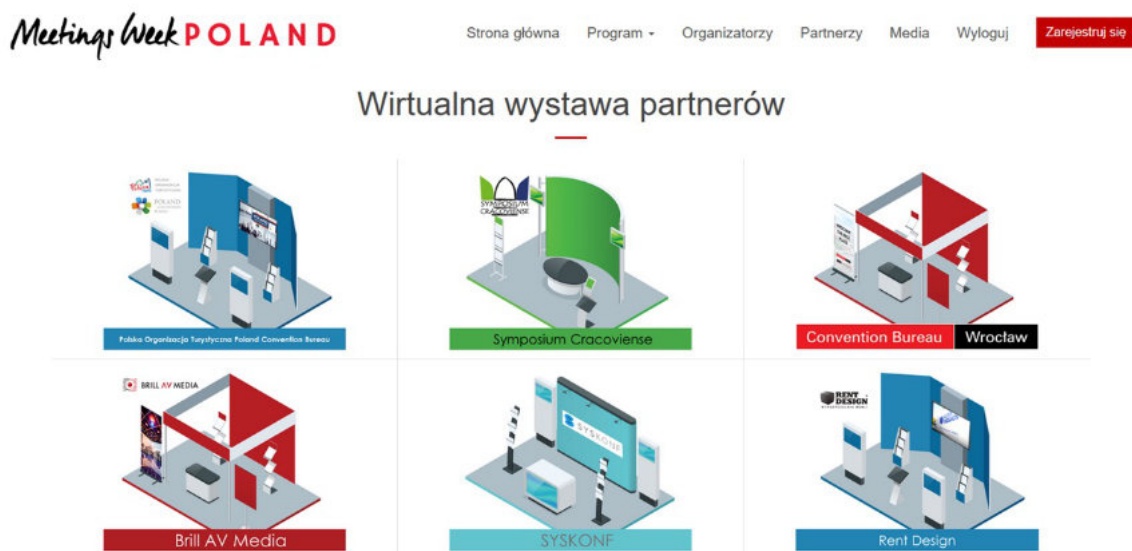 Meetings Week POLAND
Strona główna Program Organizatorzy Partnerzy Media Wyloguj Zarejestruj się
Wirtualna wystawa partnerów
POLAND
SYMPOSIUM
CRACOVIENSE
Polska Organizacja Turystyczna Poland Convention Bureau
Symposium Cracoviense
Convention Bureau Wrocław
BRILL AV MEDIA
SYSKONF
RENT
DESIGN
Brill AV Media
SYSKONF
Rent Design